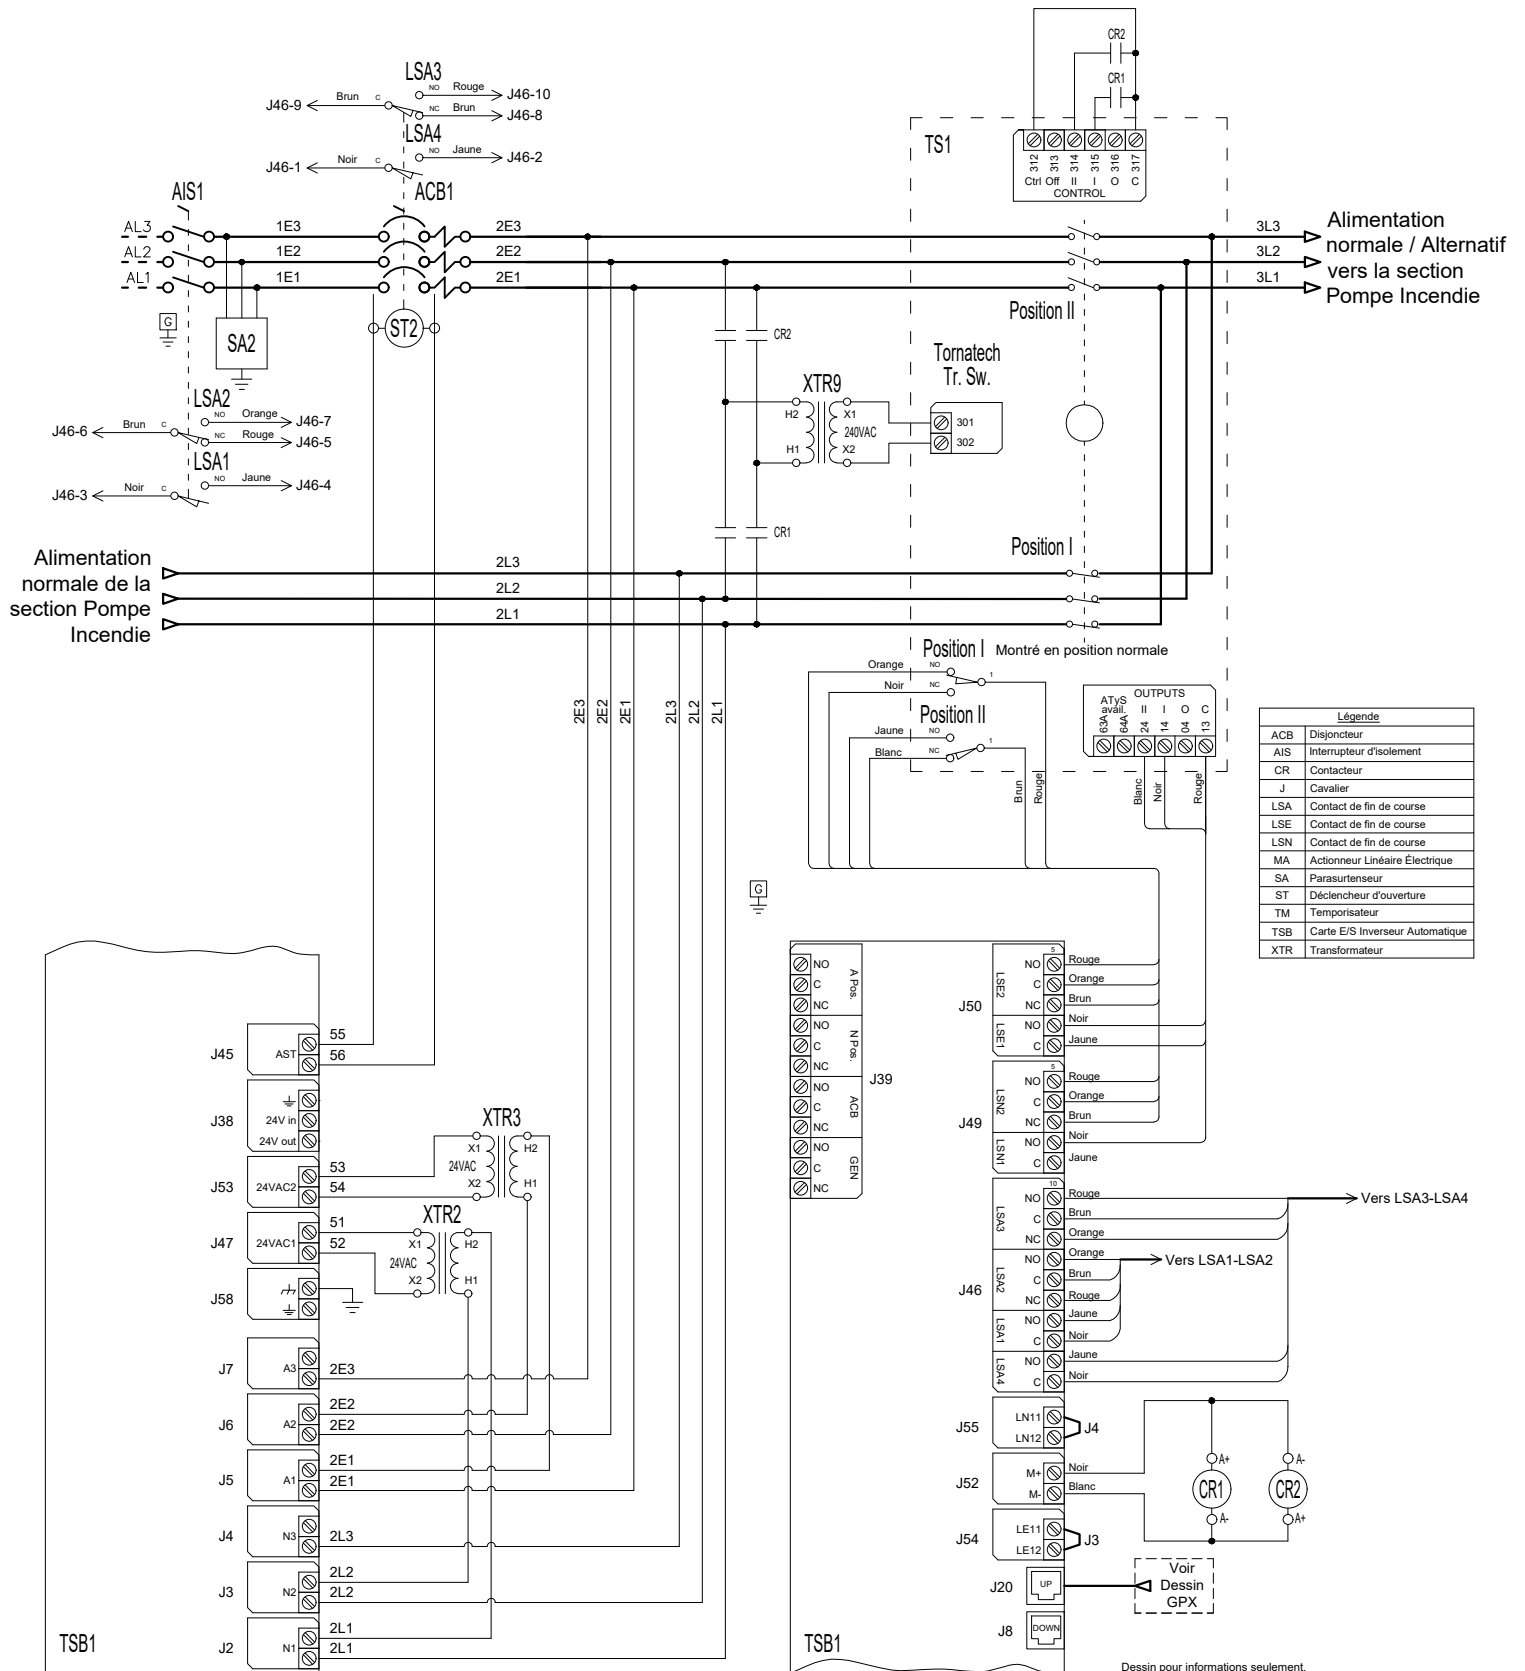 CR2
CR1
312 313 314 315 316 317
Ctrl Off II I O C
CONTROL
TS1
LSA3
J46-9 Brun C NO Rouge J46-10
NC Brun J46-8
LSA4
J46-1 Noir C NO Jaune J46-2
AIS1
ACB1
AL3 1E3 2E3 3L3
AL2 1E2 2E2 3L2
AL1 1E1 2E1 3L1
Alimentation
normale / Alternatif
vers la section
Pompe Incendie
Position II
G
SA2
ST2
CR2
Tornatech
Tr. Sw.
XTR9
H2 X1
240VAC
H1 X2
301
302
LSA2
J46-6 Brun C NO Orange J46-7
NC Rouge J46-5
LSA1
J46-3 Noir C NO Jaune J46-4
CR1
Position I
Alimentation
normale de la
section Pompe
Incendie
2L3
2L2
2L1
Position I Montré en position normale
Orange NO 1
Noir NC
Position II
Jaune NO 1
Blanc NC
2E3 2E2 2E1 2L3 2L2 2L1
Brun Rouge
OUTPUTS
ATyS
avail. II I O C
63A 64A 24 14 04 13
Blanc Noir Rouge
Légende
ACB Disjoncteur
AIS Interrupteur d'isolement
CR Contacteur
J Cavalier
LSA Contact de fin de course
LSE Contact de fin de course
LSN Contact de fin de course
MA Actionneur Linéaire Électrique
SA Parasurtenseur
ST Déclencheur d'ouverture
TM Temporisateur
TSB Carte E/S Inverseur Automatique
XTR Transformateur
G
J45 AST 55
56
J38
24V in
24V out
J53 24VAC2 53
54
XTR3
X1 H2
24VAC
X2 H1
J47 24VAC1 51
52
XTR2
X1 H2
24VAC
X2 H1
J58
J7 A3 2E3
J6 A2 2E2
2E2
J5 A1 2E1
2E1
J4 N3 2L3
J3 N2 2L2
2L2
J2 N1 2L1
2L1
TSB1
NO
C A Pos.
NC
NO
C N Pos.
NC
J39
NO
C ACB
NC
NO
C GEN
NC
J50
5
LSE2 NO Rouge
C Orange
NC Brun
LSE1 NO Noir
C Jaune
J49
5
LSN2 NO Rouge
C Orange
NC Brun
LSN1 NO Noir
C Jaune
J46
10
LSA3 NO Rouge
C Brun
NC Orange
Vers LSA3-LSA4
LSA2 NO Orange
C Brun
NC Rouge
Vers LSA1-LSA2
LSA1 NO Jaune
C Noir
LSA4 NO Jaune
C Noir
J55 LN11
LN12 J4
J52 M+ Noir
M- Blanc
A+ A-
CR1 CR2
A- A+
J54 LE11
LE12 J3
J20 UP
Voir
Dessin
GPX
J8 DOWN
TSB1
Dessin pour informations seulement.